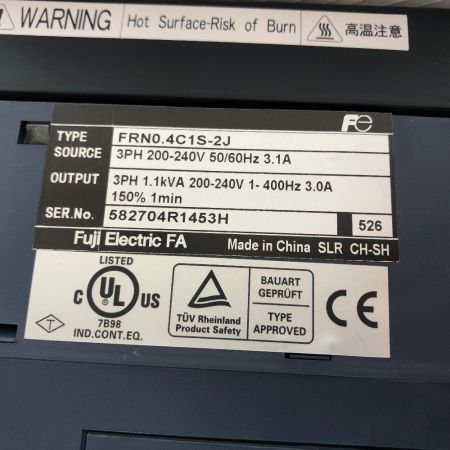 WARNING Hot Surface-Risk of Burn 高温注意
Fe
TYPE FRN0.4C1S-2J
SOURCE 3PH 200-240V 50/60Hz 3.1A
OUTPUT 3PH 1.1kVA 200-240V 1- 400Hz 3.0A
150% 1min
SER.No. 582704R1453H 526
Fuji Electric FA Made in China SLR CH-SH
LISTED
C UL US
7B98
IND.CONT.EQ.
T
TÜV Rheinland
Product Safety
BAUART
GEPRÜFT
TYPE
APPROVED
CE